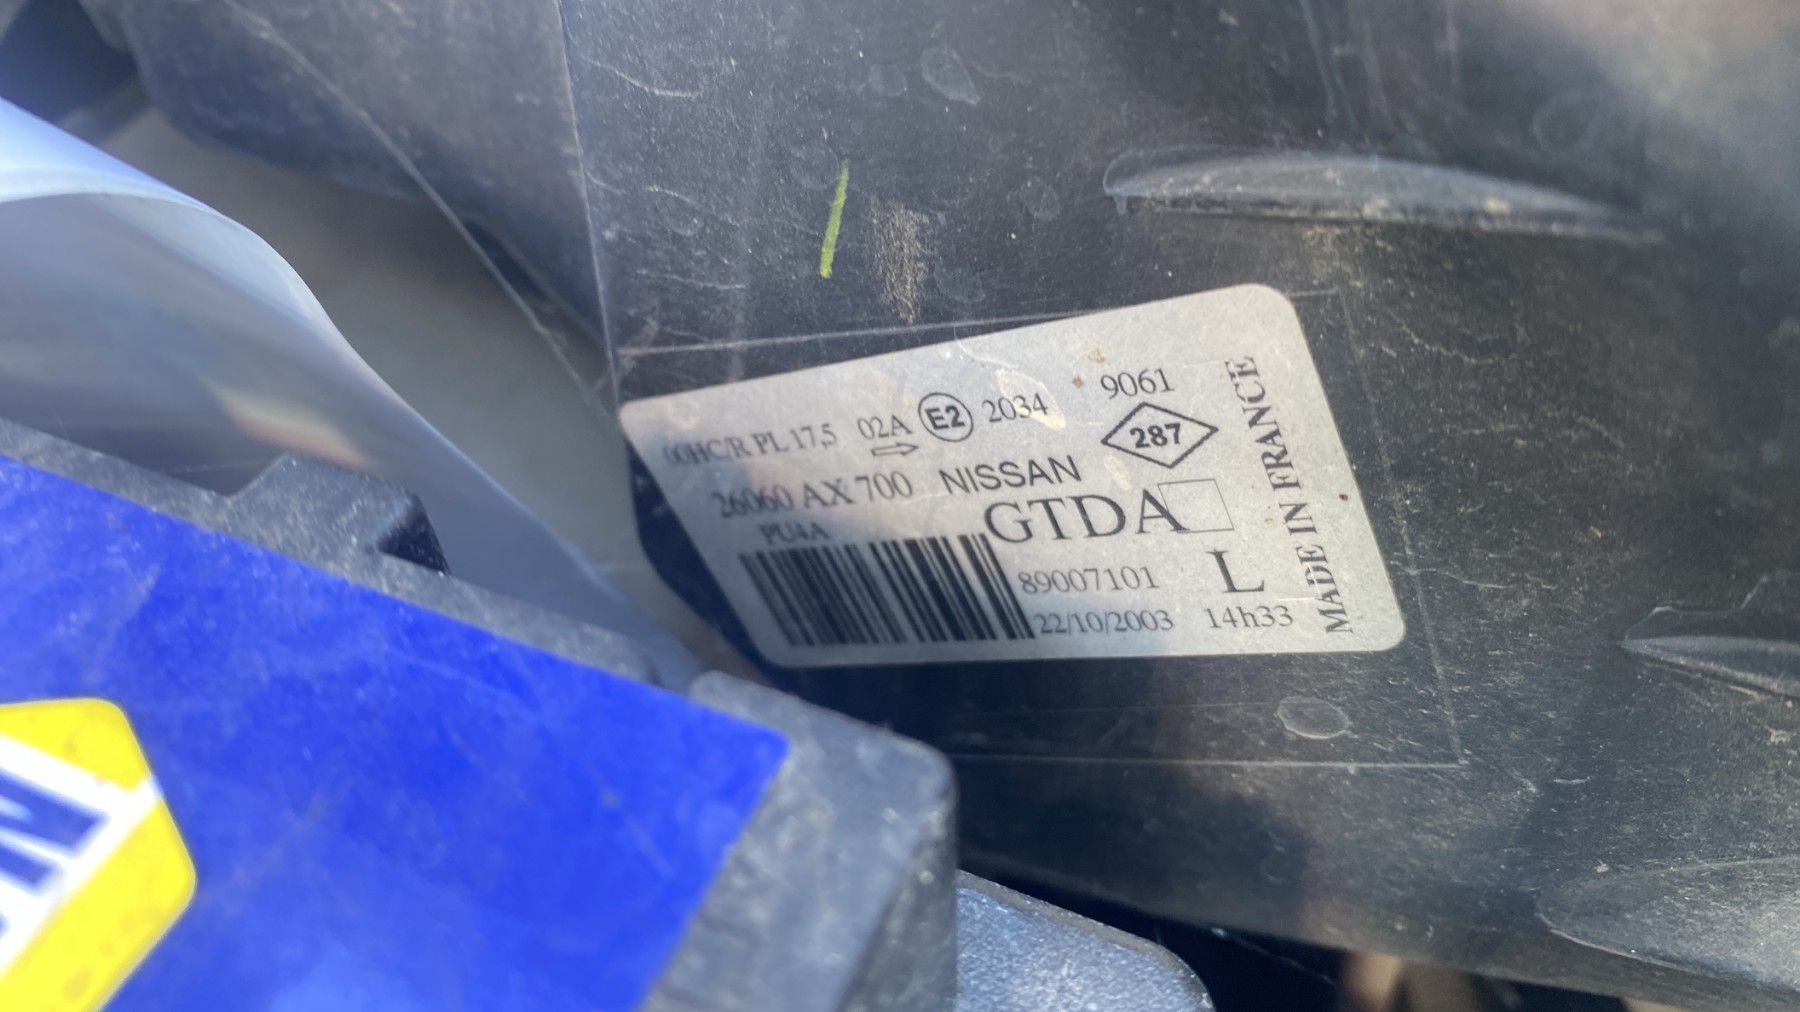 9061
00HC/R PL 17,5 02A E2 2034
287
26060 AX 700 NISSAN
PU4A
GTDA
89007101 L
22/10/2003 14h33
MADE IN FRANCE